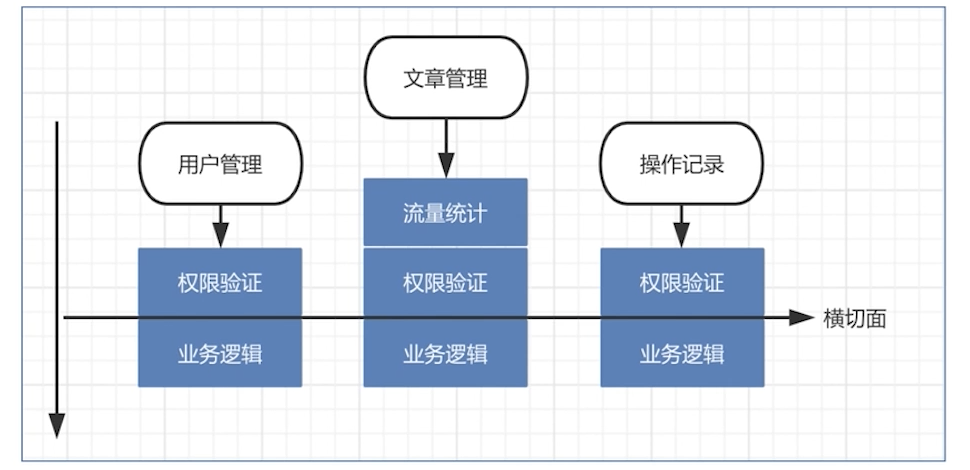 文章管理
用户管理
操作记录
流量统计
权限验证
权限验证
权限验证
横切面
业务逻辑
业务逻辑
业务逻辑